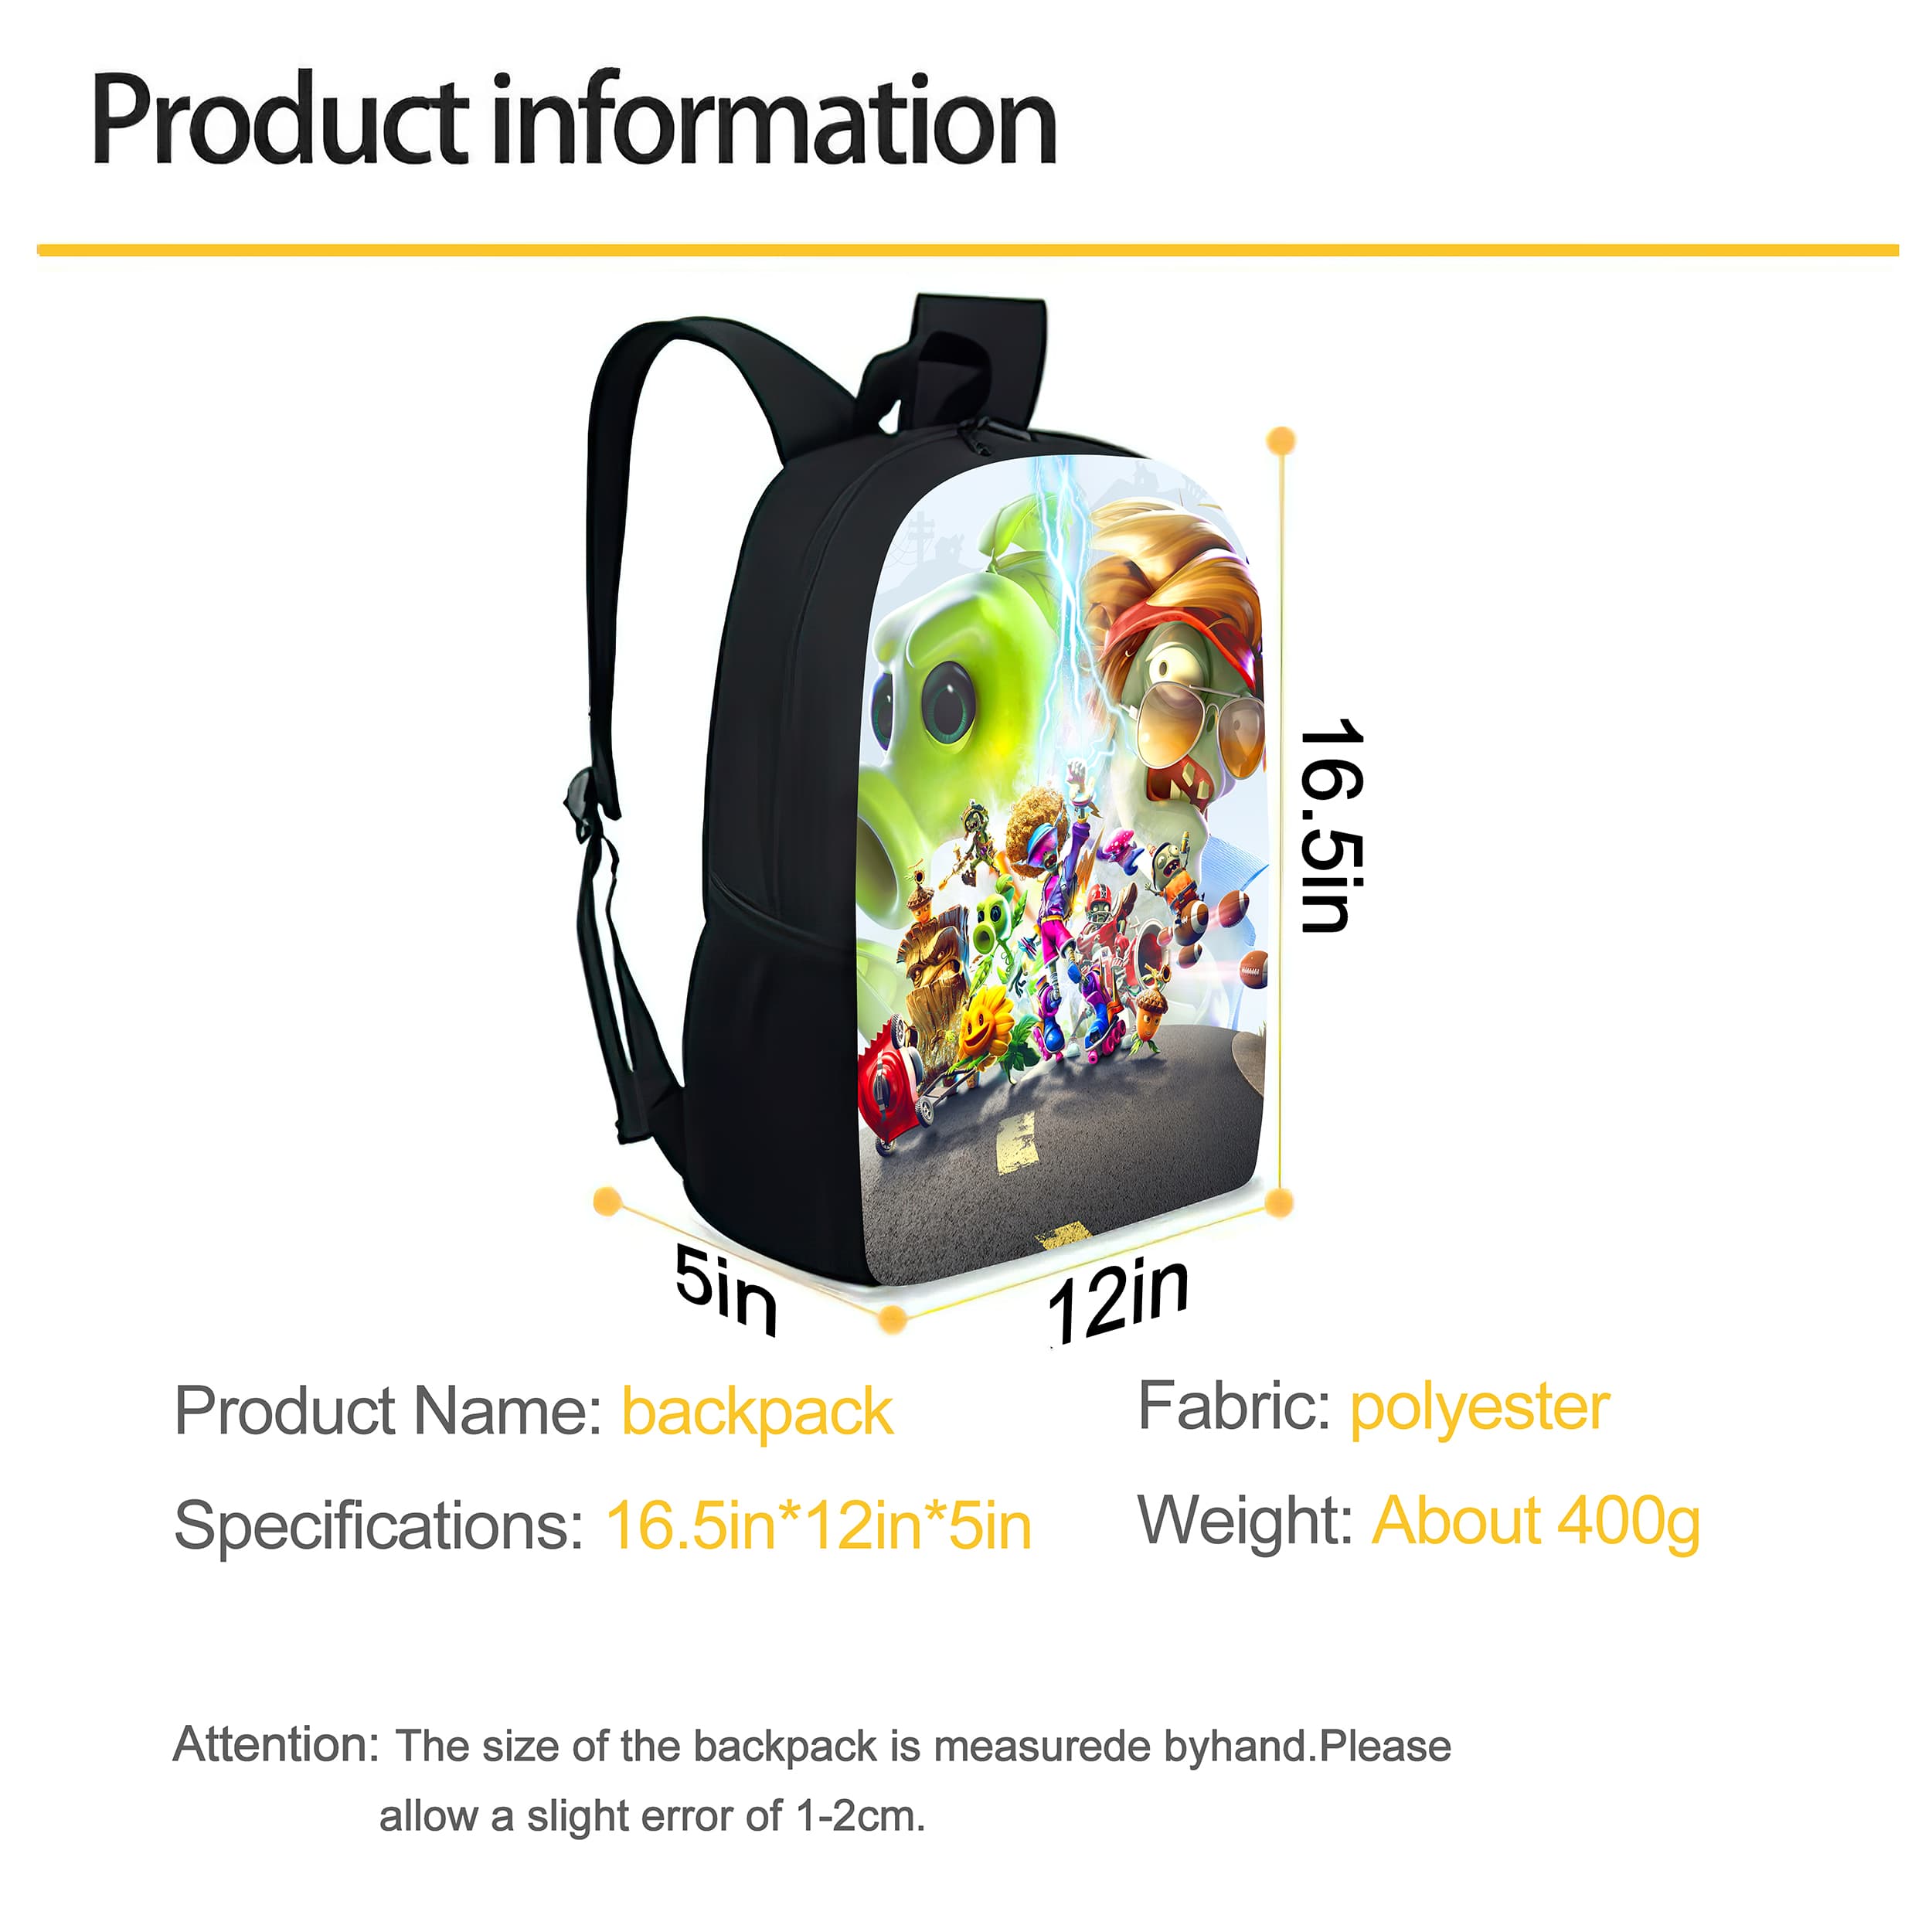 Product information
16.5in
5in
12in
Product Name: backpack
Fabric: polyester
Specifications: 16.5in*12in*5in
Weight: About 400g
Attention: The size of the backpack is measurede byhand.Please
allow a slight error of 1-2cm.